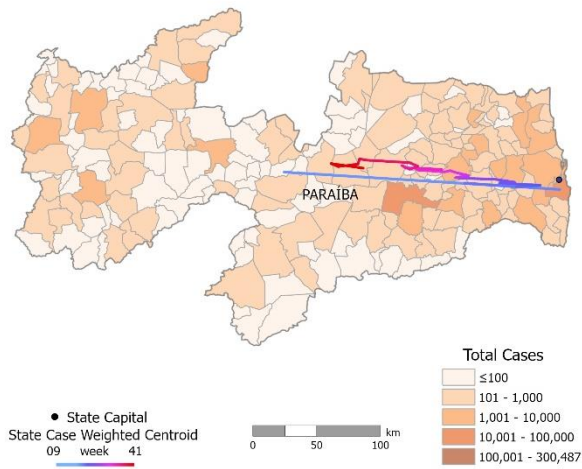 PARAÍBA
Total Cases
≤100
101 - 1,000
1,001 - 10,000
10,001 - 100,000
100,001 - 300,487
State Capital
State Case Weighted Centroid
09 week 41
km
0 50 100